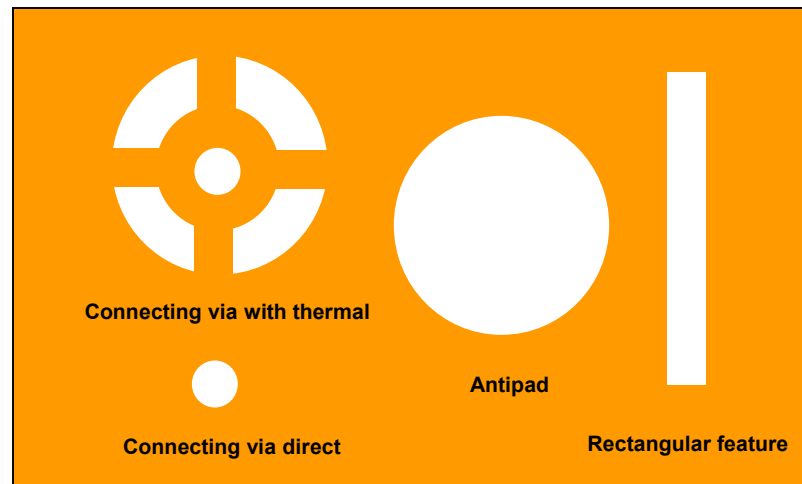 Connecting via with thermal
Antipad
Connecting via direct
Rectangular feature